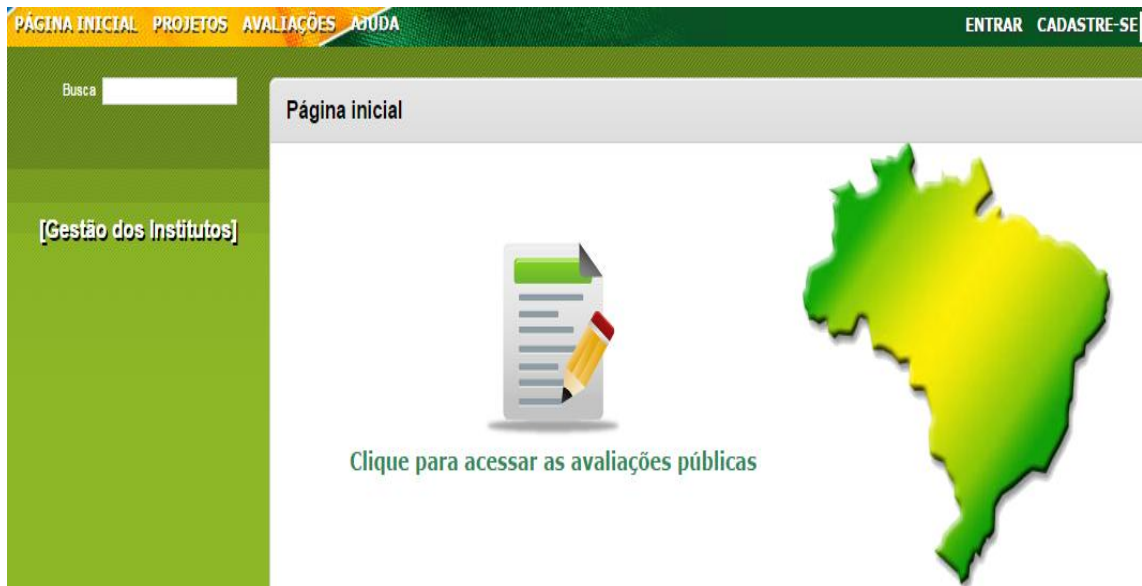 PÁGINA INICIAL PROJETOS AVALIAÇÕES AJUDA ENTRAR CADASTRE-SE
Busca
Página inicial
[Gestão dos Institutos]
Clique para acessar as avaliações públicas